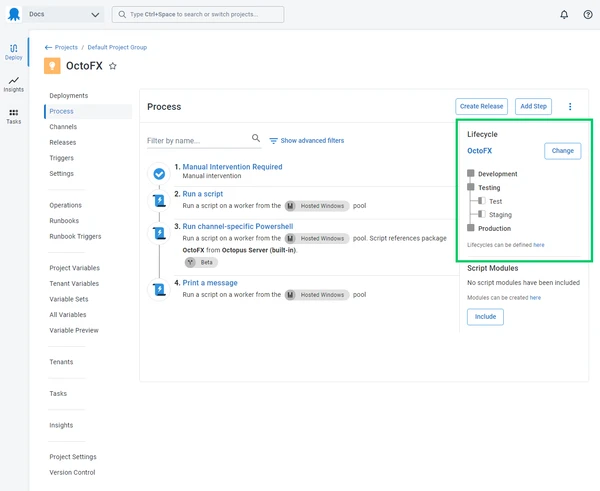 Docs
Type Ctrl+Space to search or switch projects...
Deploy
Insights
Tasks
Projects / Default Project Group
OctoFX
Deployments
Process
Channels
Releases
Triggers
Settings
Operations
Runbooks
Runbook Triggers
Project Variables
Tenant Variables
Variable Sets
All Variables
Variable Preview
Tenants
Tasks
Insights
Project Settings
Version Control
Process
Create Release
Add Step
Filter by name...
Show advanced filters
1. Manual Intervention Required
Manual intervention
2. Run a script
Run a script on a worker from the Hosted Windows pool
3. Run channel-specific Powershell
Run a script on a worker from the Hosted Windows pool. Script references package
OctoFX from Octopus Server (built-in).
Beta
4. Print a message
Run a script on a worker from the Hosted Windows pool
Lifecycle
OctoFX
Change
Development
Testing
Test
Staging
Production
Lifecycles can be defined here
Script Modules
No script modules have been included
Modules can be created here
Include